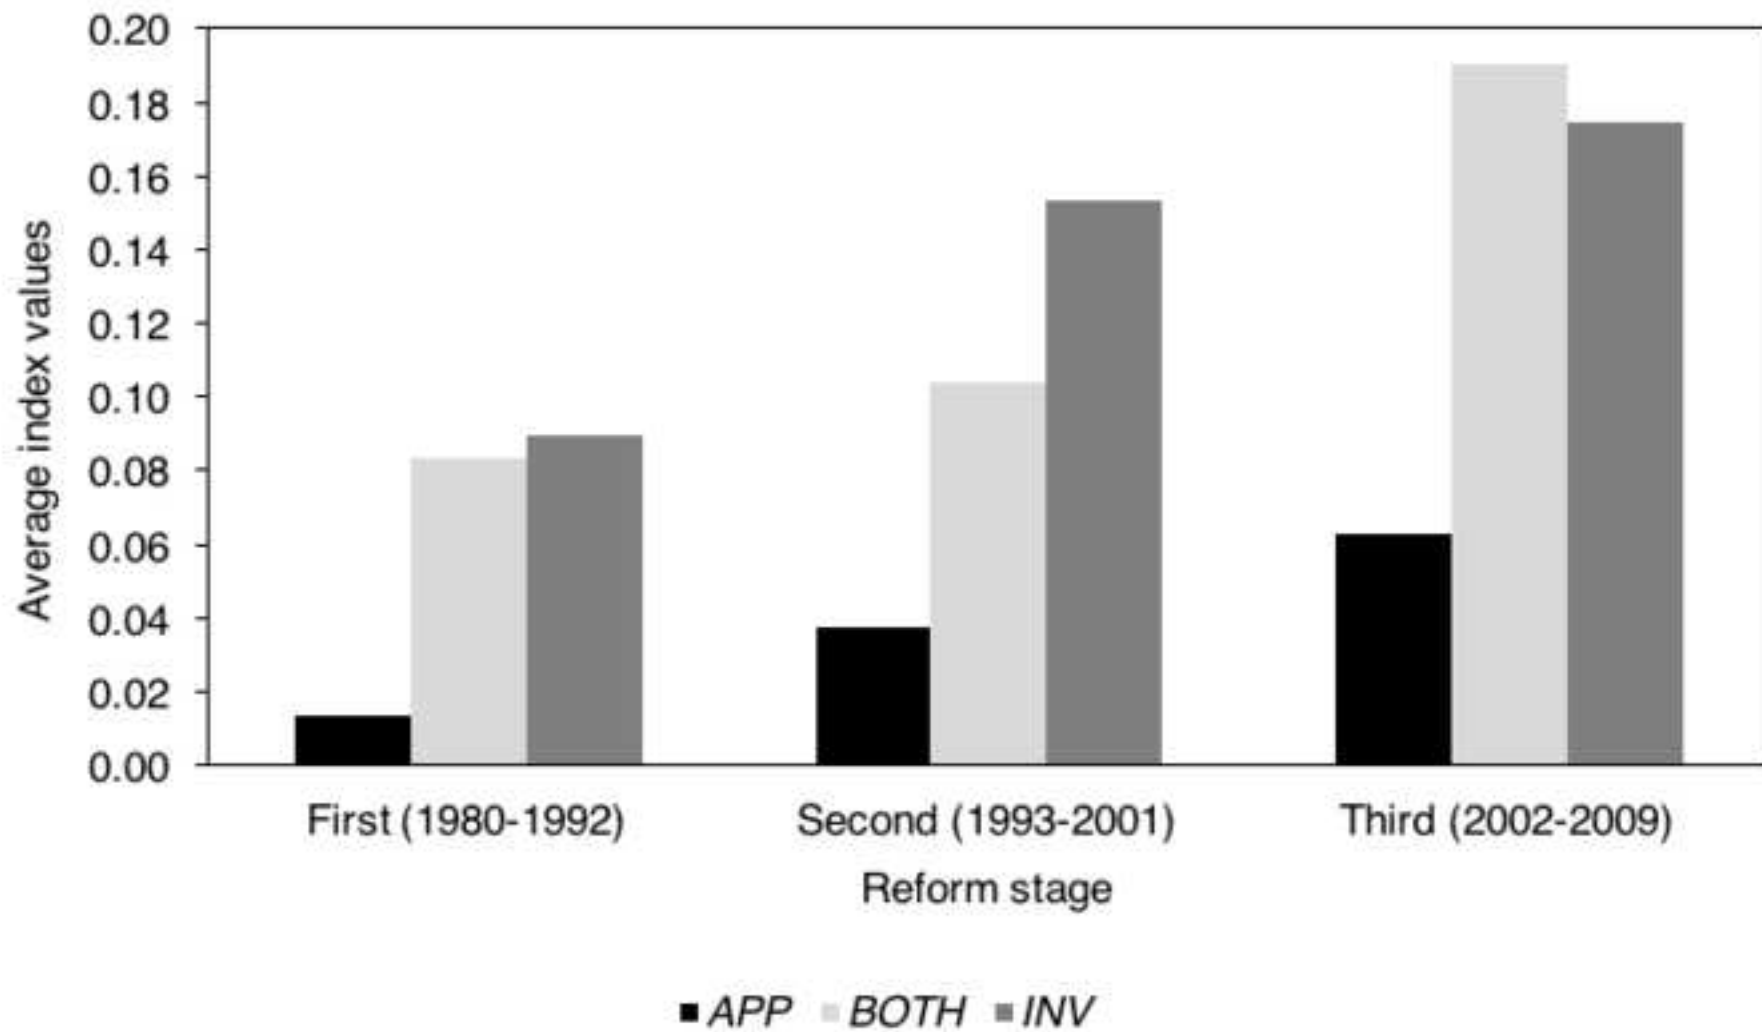 0.20
0.18
0.16
0.14
0.12
0.10
0.08
0.06
0.04
0.02
0.00
Average index values
First (1980-1992) Second (1993-2001) Third (2002-2009)
Reform stage
APP BOTH INV